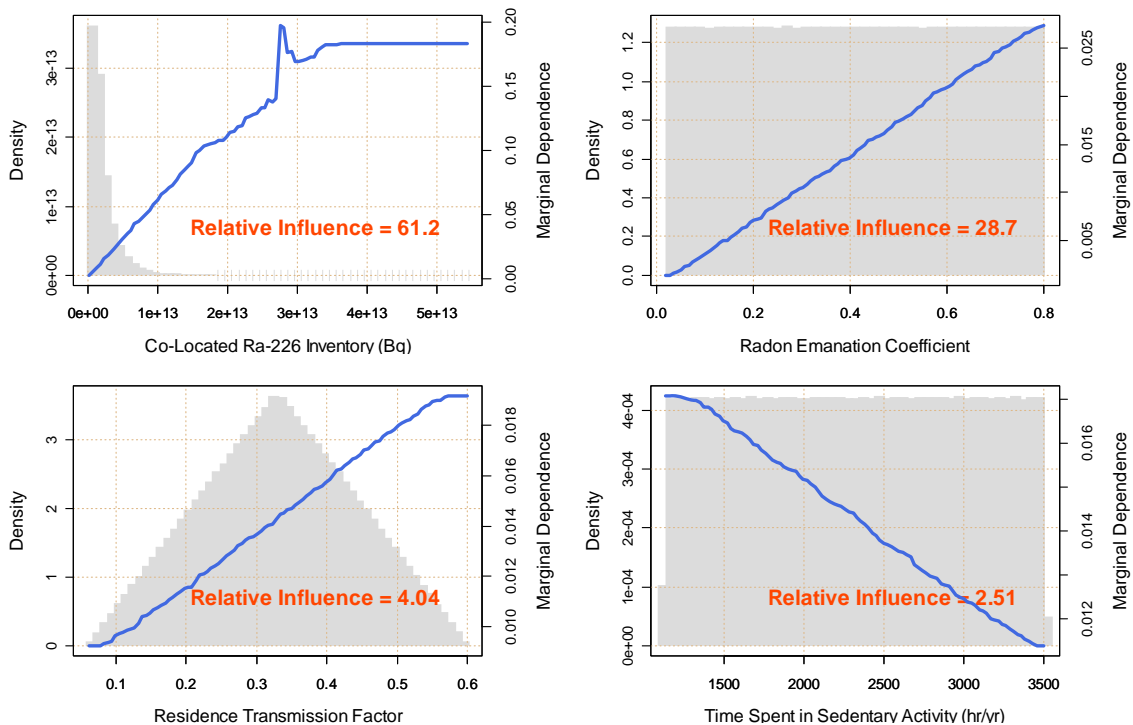 Density
0e+00
1e-13
2e-13
3e-13
0e+00
1e+13
2e+13
3e+13
4e+13
5e+13
0.00
0.05
0.10
0.15
0.20
Marginal Dependence
Relative Influence = 61.2
Co-Located Ra-226 Inventory (Bq)
Density
0.0
0.2
0.4
0.6
0.8
1.0
1.2
0.0
0.2
0.4
0.6
0.8
0.005
0.015
0.025
Marginal Dependence
Relative Influence = 28.7
Radon Emanation Coefficient
Density
0
1
2
3
0.1
0.2
0.3
0.4
0.5
0.6
0.010
0.012
0.014
0.016
0.018
Marginal Dependence
Relative Influence = 4.04
Residence Transmission Factor
Density
0e+00
1e-04
2e-04
3e-04
4e-04
1500
2000
2500
3000
3500
0.012
0.014
0.016
Marginal Dependence
Relative Influence = 2.51
Time Spent in Sedentary Activity (hr/yr)